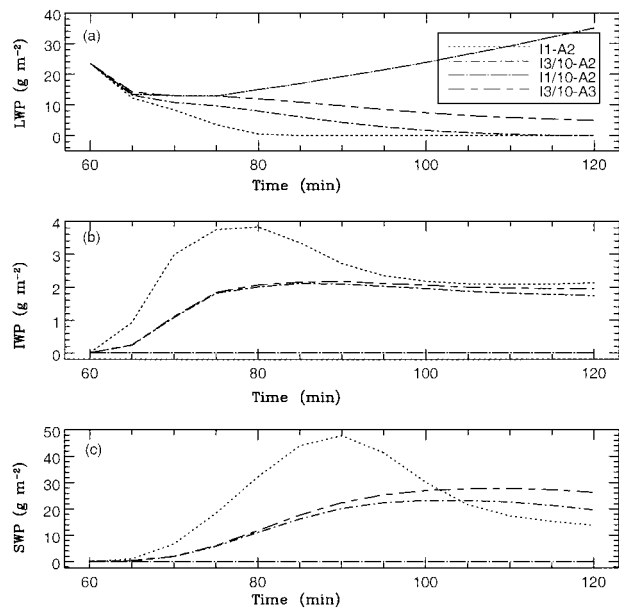 40
30
20
10
0
(a)
LWP (g m⁻²)
I1-A2
I3/10-A2
I1/10-A2
I3/10-A3
60 80 100 120
Time (min)
4
3
2
1
0
(b)
IWP (g m⁻²)
60 80 100 120
Time (min)
60
50
40
30
20
10
0
(c)
SWP (g m⁻²)
60 80 100 120
Time (min)